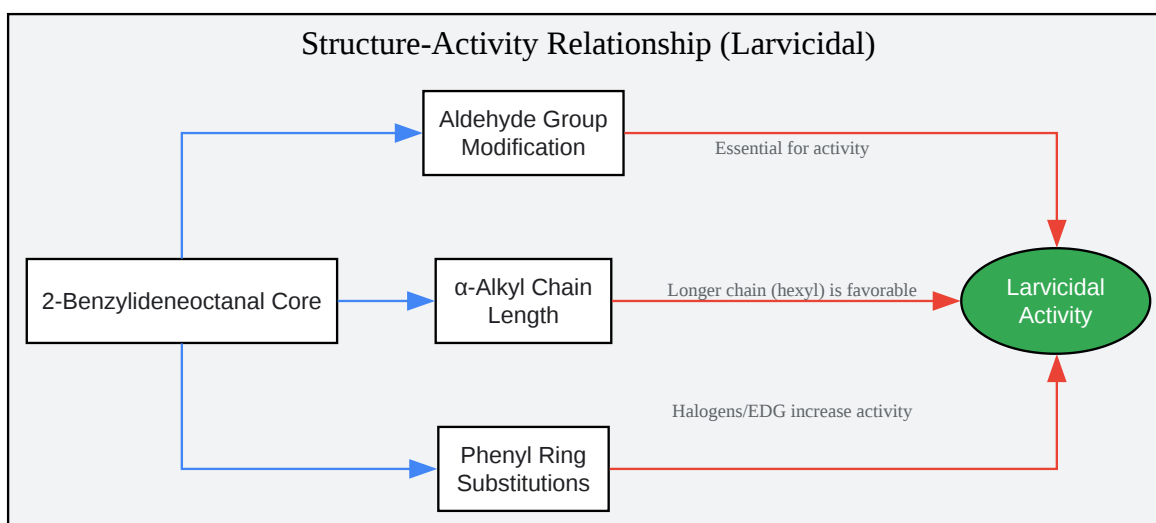 Structure-Activity Relationship (Larvicidal)
Aldehyde Group
Modification
Essential for activity
2-Benzylideneoctanal Core
α-Alkyl Chain
Length
Longer chain (hexyl) is favorable
Larvicidal
Activity
Halogens/EDG increase activity
Phenyl Ring
Substitutions